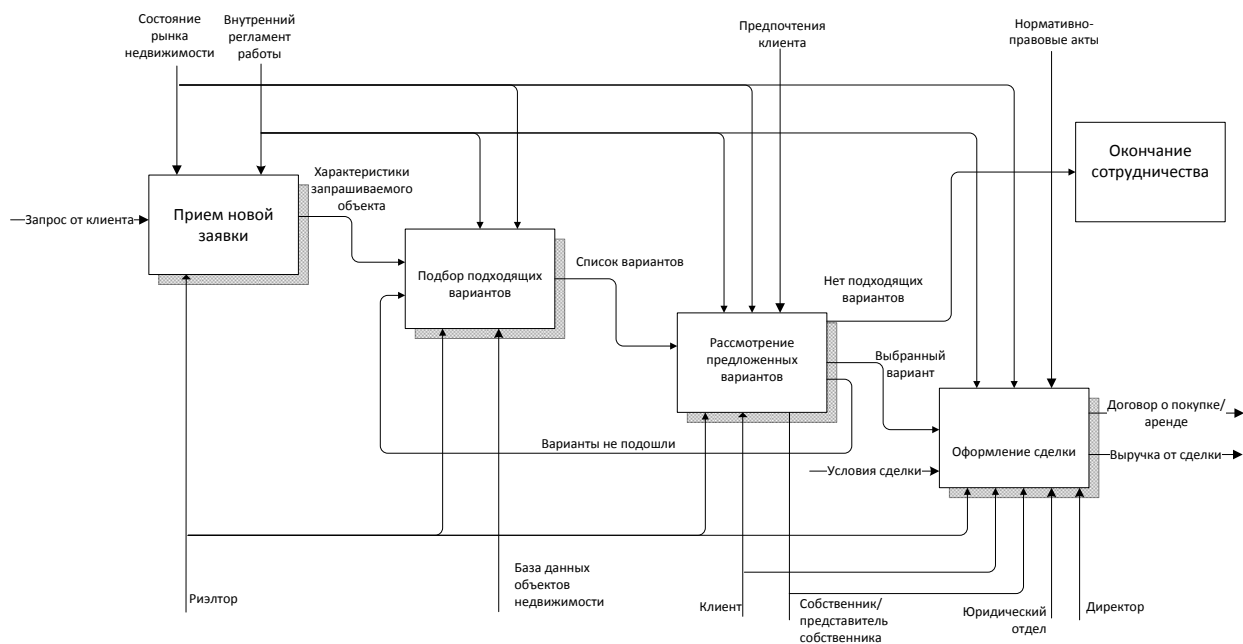 Состояние
рынка
недвижимости
Внутренний
регламент
работы
Предпочтения
клиента
Нормативно-
правовые акты
Окончание
сотрудничества
Характеристики
запрашиваемого
объекта
Запрос от клиента
Прием новой
заявки
Подбор подходящих
вариантов
Список вариантов
Нет подходящих
вариантов
Рассмотрение
предложенных
вариантов
Выбранный
вариант
Договор о покупке/
аренде
Варианты не подошли
Оформление сделки
Выручка от сделки
Условия сделки
Риэлтор
База данных
объектов
недвижимости
Клиент
Собственник/
представитель
собственника
Юридический
отдел
Директор